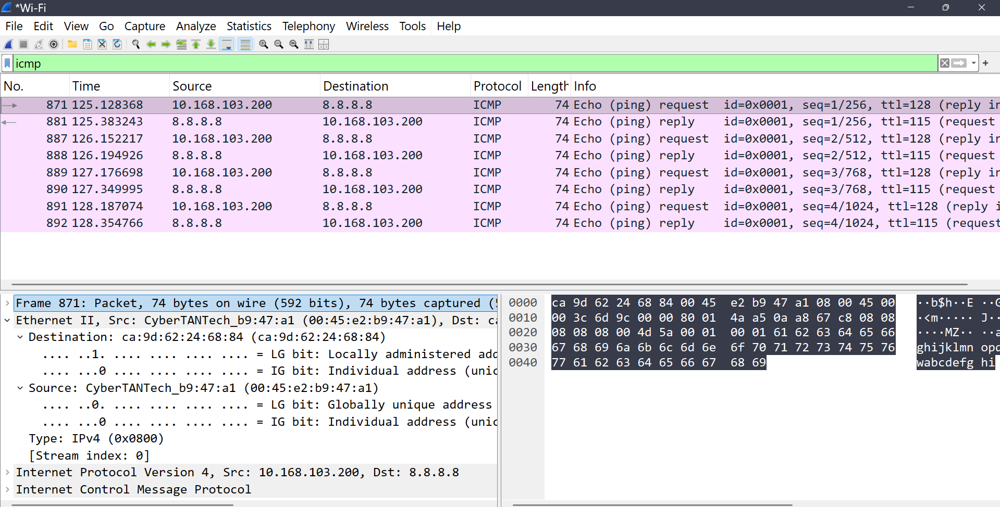 *Wi-Fi
File Edit View Go Capture Analyze Statistics Telephony Wireless Tools Help
icmp
No. Time Source Destination Protocol Length Info
871 125.128368 10.168.103.200 8.8.8.8 ICMP 74 Echo (ping) request id=0x0001, seq=1/256, ttl=128 (reply in
881 125.383243 8.8.8.8 10.168.103.200 ICMP 74 Echo (ping) reply id=0x0001, seq=1/256, ttl=115 (request
887 126.152217 10.168.103.200 8.8.8.8 ICMP 74 Echo (ping) request id=0x0001, seq=2/512, ttl=128 (reply in
888 126.194926 8.8.8.8 10.168.103.200 ICMP 74 Echo (ping) reply id=0x0001, seq=2/512, ttl=115 (request
889 127.176698 10.168.103.200 8.8.8.8 ICMP 74 Echo (ping) request id=0x0001, seq=3/768, ttl=128 (reply in
890 127.349995 8.8.8.8 10.168.103.200 ICMP 74 Echo (ping) reply id=0x0001, seq=3/768, ttl=115 (request
891 128.187074 10.168.103.200 8.8.8.8 ICMP 74 Echo (ping) request id=0x0001, seq=4/1024, ttl=128 (reply i
892 128.354766 8.8.8.8 10.168.103.200 ICMP 74 Echo (ping) reply id=0x0001, seq=4/1024, ttl=115 (request
Frame 871: Packet, 74 bytes on wire (592 bits), 74 bytes captured (5
Ethernet II, Src: CyberTANTech_b9:47:a1 (00:45:e2:b9:47:a1), Dst: ca
Destination: ca:9d:62:24:68:84 (ca:9d:62:24:68:84)
.... ..1. .... .... .... .... = LG bit: Locally administered add
.... ...0 .... .... .... .... = IG bit: Individual address (unic
Source: CyberTANTech_b9:47:a1 (00:45:e2:b9:47:a1)
.... ..0. .... .... .... .... = LG bit: Globally unique address
.... ...0 .... .... .... .... = IG bit: Individual address (unic
Type: IPv4 (0x0800)
[Stream index: 0]
Internet Protocol Version 4, Src: 10.168.103.200, Dst: 8.8.8.8
Internet Control Message Protocol
0000 ca 9d 62 24 68 84 00 45 e2 b9 47 a1 08 00 45 00 ··b$h··E ··G
0010 00 3c 6d 9c 00 00 80 01 4a a5 0a a8 67 c8 08 08 ·<m····· J··
0020 08 08 08 00 4d 5a 00 01 00 01 61 62 63 64 65 66 ····MZ·· ··a
0030 67 68 69 6a 6b 6c 6d 6e 6f 70 71 72 73 74 75 76 ghijklmn opq
0040 77 61 62 63 64 65 66 67 68 69 wabcdefg hi